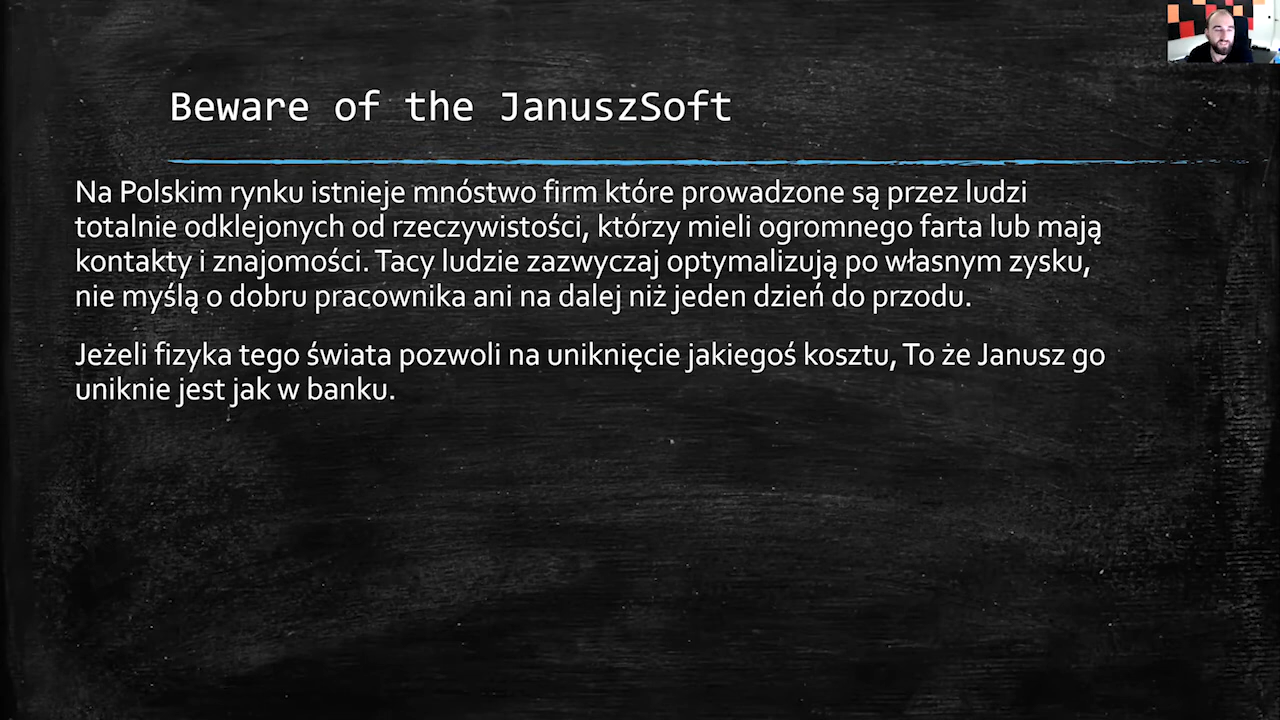 Beware of the JanuszSoft
Na Polskim rynku istnieje mnóstwo firm które prowadzone są przez ludzi
totalnie odklejonych od rzeczywistości, którzy mieli ogromnego farta lub mają
kontakty i znajomości. Tacy ludzie zazwyczaj optymalizują po własnym zysku,
nie myślą o dobru pracownika ani na dalej niż jeden dzień do przodu.
Jeżeli fizyka tego świata pozwoli na uniknięcie jakiegoś kosztu, To że Janusz go
uniknie jest jak w banku.